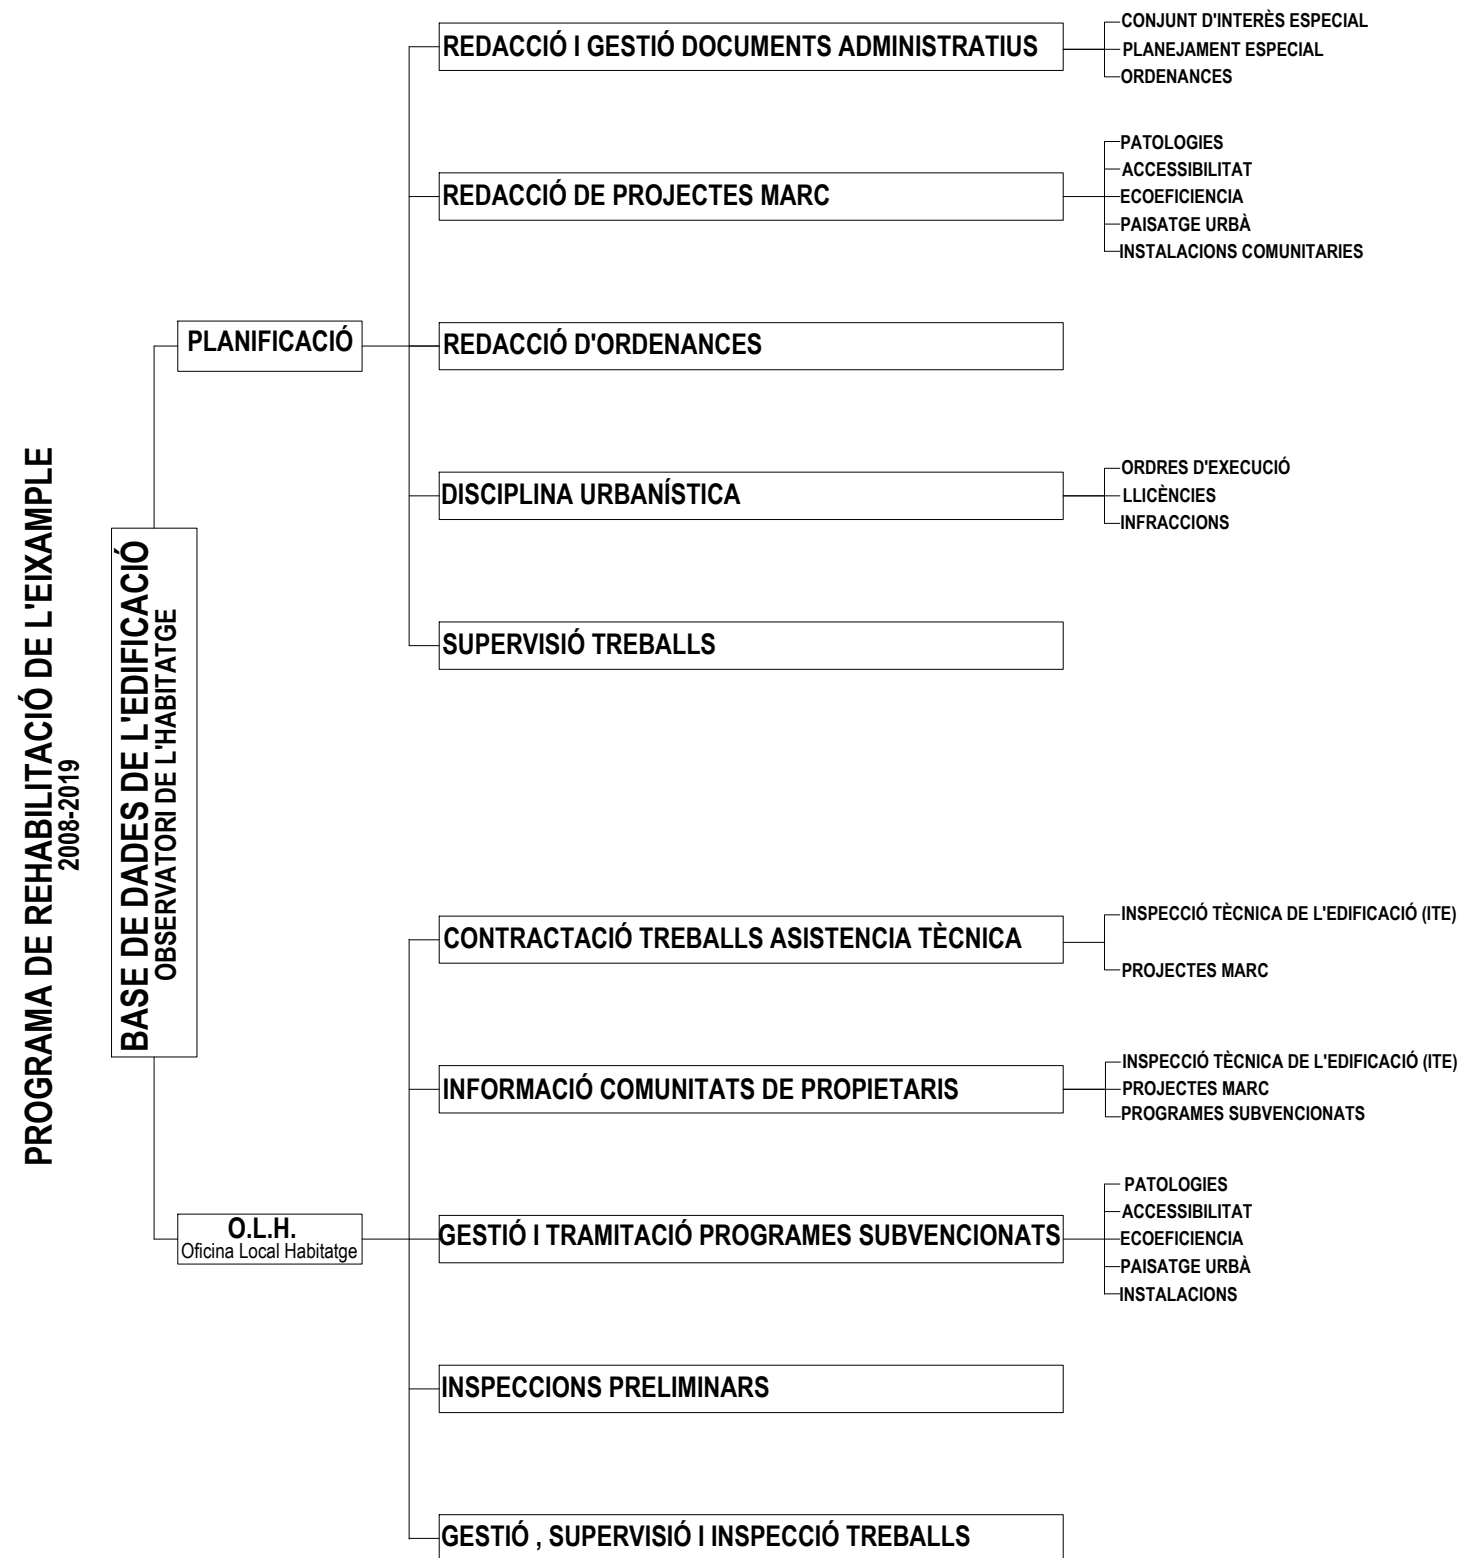 PROGRAMA DE REHABILITACIÓ DE L'EIXAMPLE
2008-2019
BASE DE DADES DE L'EDIFICACIÓ
OBSERVATORI DE L'HABITATGE
PLANIFICACIÓ
REDACCIÓ I GESTIÓ DOCUMENTS ADMINISTRATIUS
CONJUNT D'INTERÈS ESPECIAL
PLANEJAMENT ESPECIAL
ORDENANCES
REDACCIÓ DE PROJECTES MARC
PATOLOGIES
ACCESSIBILITAT
ECOEFICIENCIA
PAISATGE URBÀ
INSTALACIONS COMUNITARIES
REDACCIÓ D'ORDENANCES
DISCIPLINA URBANÍSTICA
ORDRES D'EXECUCIÓ
LLICÈNCIES
INFRACCIONS
SUPERVISIÓ TREBALLS
O.L.H.
Oficina Local Habitatge
CONTRACTACIÓ TREBALLS ASISTENCIA TÈCNICA
INSPECCIÓ TÈCNICA DE L'EDIFICACIÓ (ITE)
PROJECTES MARC
INFORMACIÓ COMUNITATS DE PROPIETARIS
INSPECCIÓ TÈCNICA DE L'EDIFICACIÓ (ITE)
PROJECTES MARC
PROGRAMES SUBVENCIONATS
GESTIÓ I TRAMITACIÓ PROGRAMES SUBVENCIONATS
PATOLOGIES
ACCESSIBILITAT
ECOEFICIENCIA
PAISATGE URBÀ
INSTALACIONS
INSPECCIONS PRELIMINARS
GESTIÓ , SUPERVISIÓ I INSPECCIÓ TREBALLS